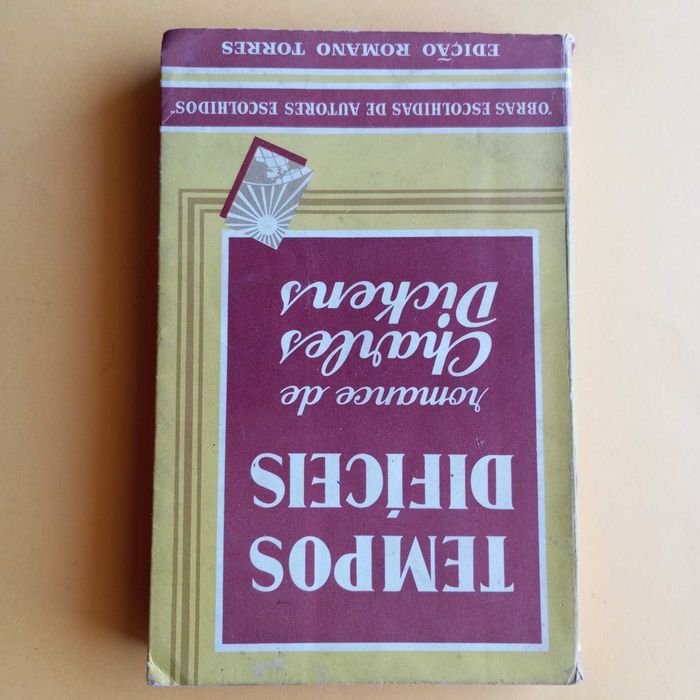 TEMPOS
DIFÍCEIS
romance de
Charles
Dickens
"OBRAS ESCOLHIDAS DE AUTORES ESCOLHIDOS"
EDIÇÃO ROMANO TORRES